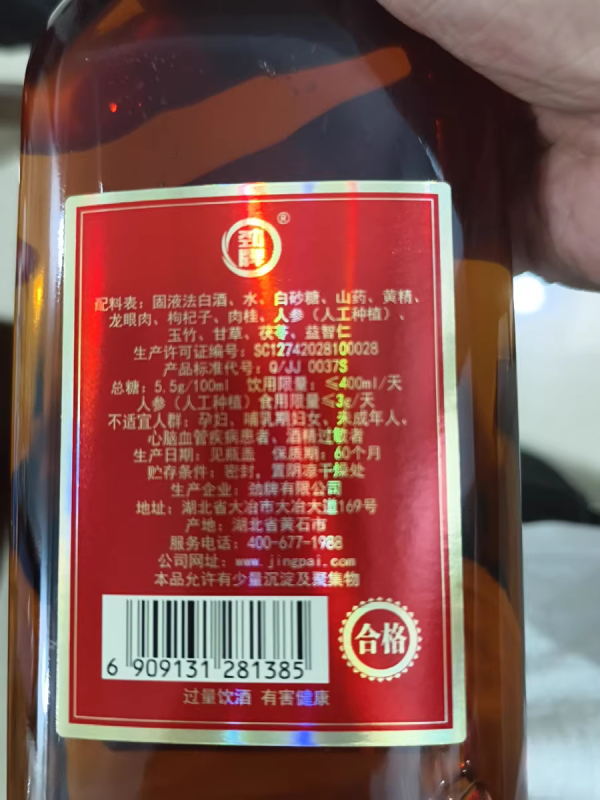 劲牌®
配料表：固液法白酒、水、白砂糖、山药、黄精、
龙眼肉、枸杞子、肉桂、人参（人工种植）、
玉竹、甘草、茯苓、益智仁
生产许可证编号：SC12742028100028
产品标准代号：Q/JJ 0037S
总糖：5.5g/100ml 饮用限量：≤400ml/天
人参（人工种植）食用限量≤3g/天
不适宜人群：孕妇、哺乳期妇女、未成年人、
心脑血管疾病患者、酒精过敏者
生产日期：见瓶盖 保质期：60个月
贮存条件：密封，置阴凉干燥处
生产企业：劲牌有限公司
地址：湖北省大冶市大冶大道169号
产地：湖北省黄石市
服务电话：400-677-1988
公司网址：www.jingpai.com
本品允许有少量沉淀及聚集物
6 909131 281385
合格
过量饮酒 有害健康